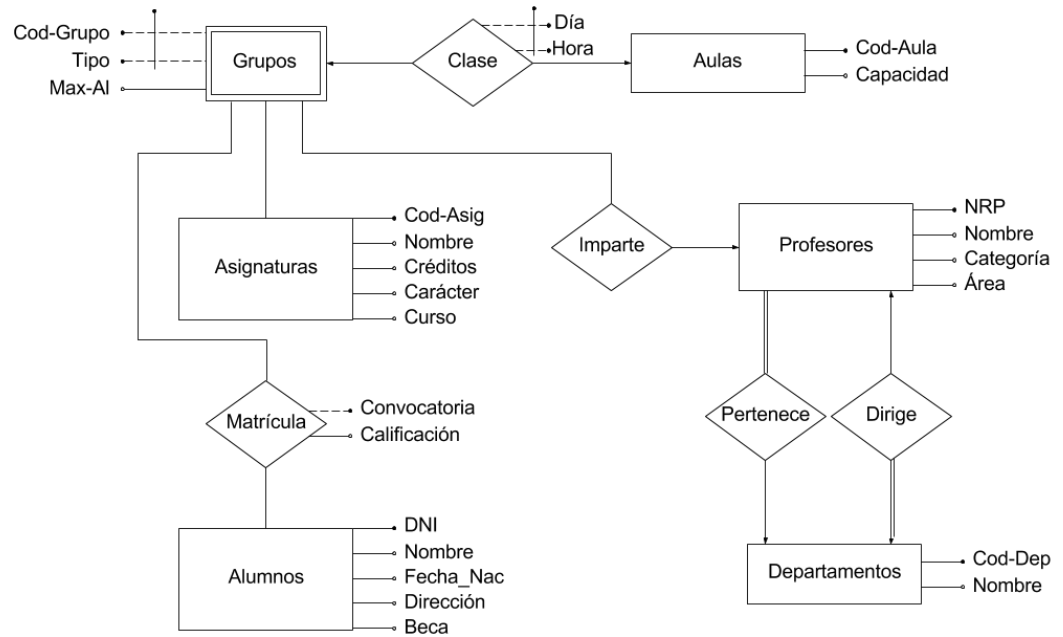 Cod-Grupo
Tipo
Max-Al
Grupos
Clase
Día
Hora
Aulas
Cod-Aula
Capacidad
Asignaturas
Cod-Asig
Nombre
Créditos
Carácter
Curso
Imparte
Profesores
NRP
Nombre
Categoría
Área
Matrícula
Convocatoria
Calificación
Pertenece
Dirige
Alumnos
DNI
Nombre
Fecha_Nac
Dirección
Beca
Departamentos
Cod-Dep
Nombre